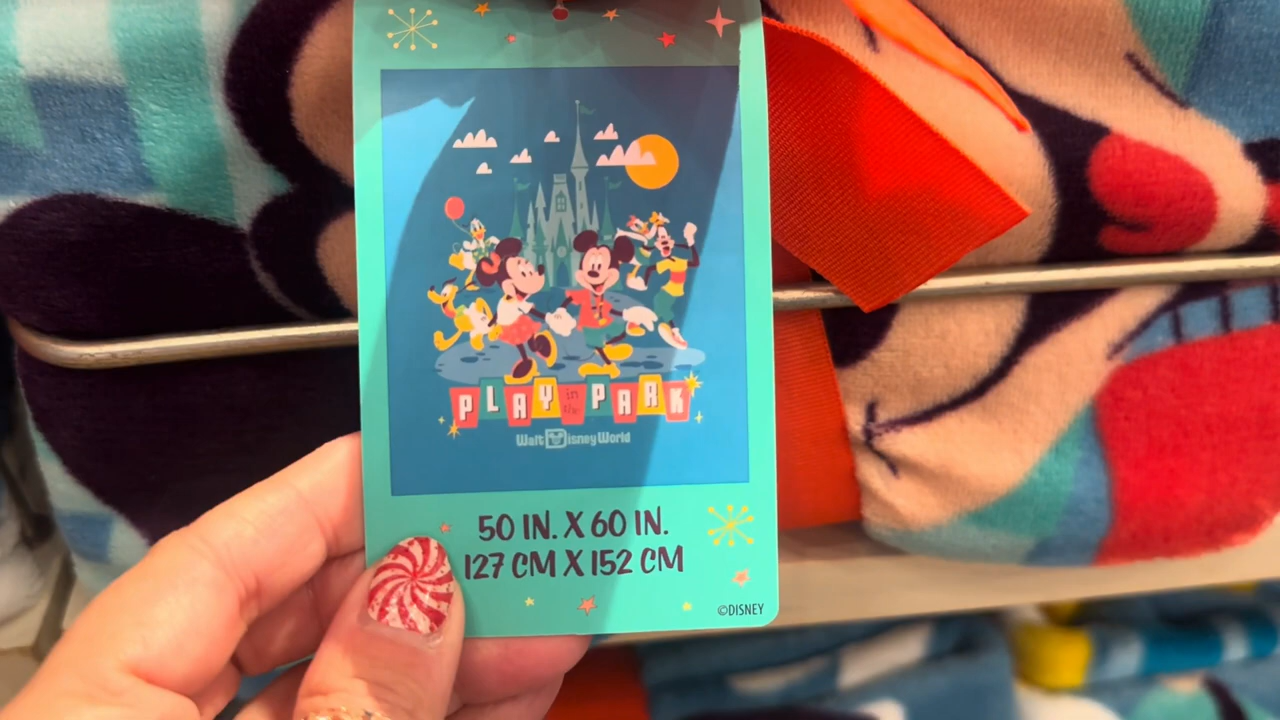 PLAY in the PARK
Walt Disney World
50 IN. X 60 IN.
127 CM X 152 CM
©DISNEY